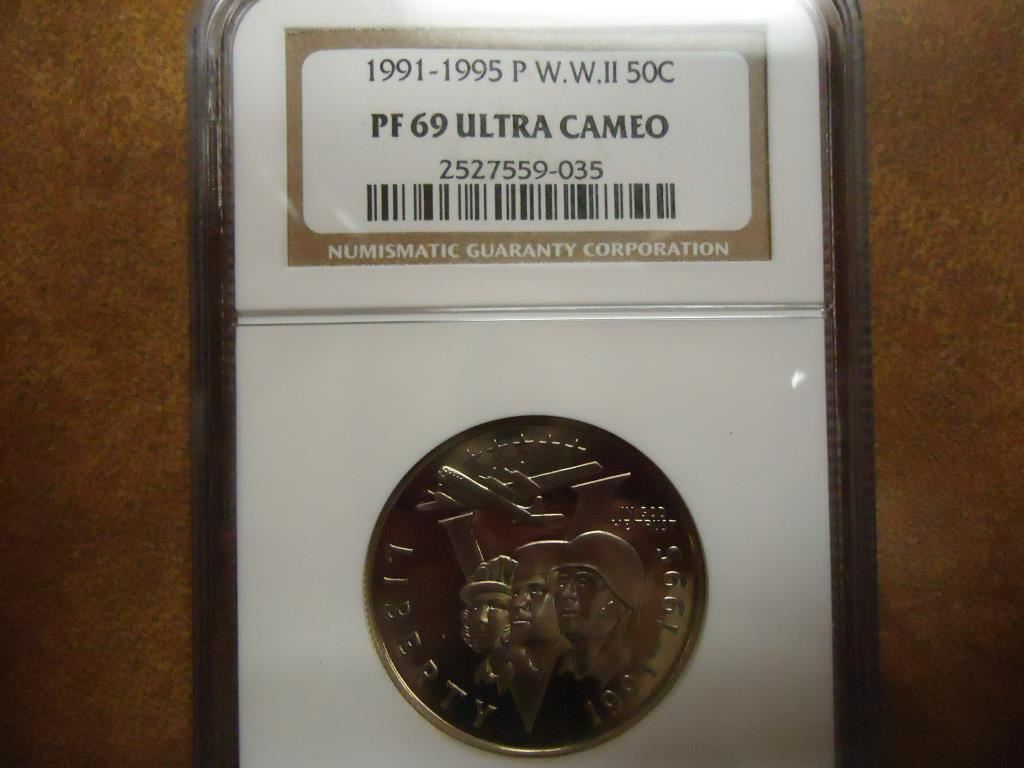 1991-1995 P W.W.II 50C
PF 69 ULTRA CAMEO
2527559-035
NUMISMATIC GUARANTY CORPORATION
IN GOD
WE TRUST
LIBERTY
1991-1995